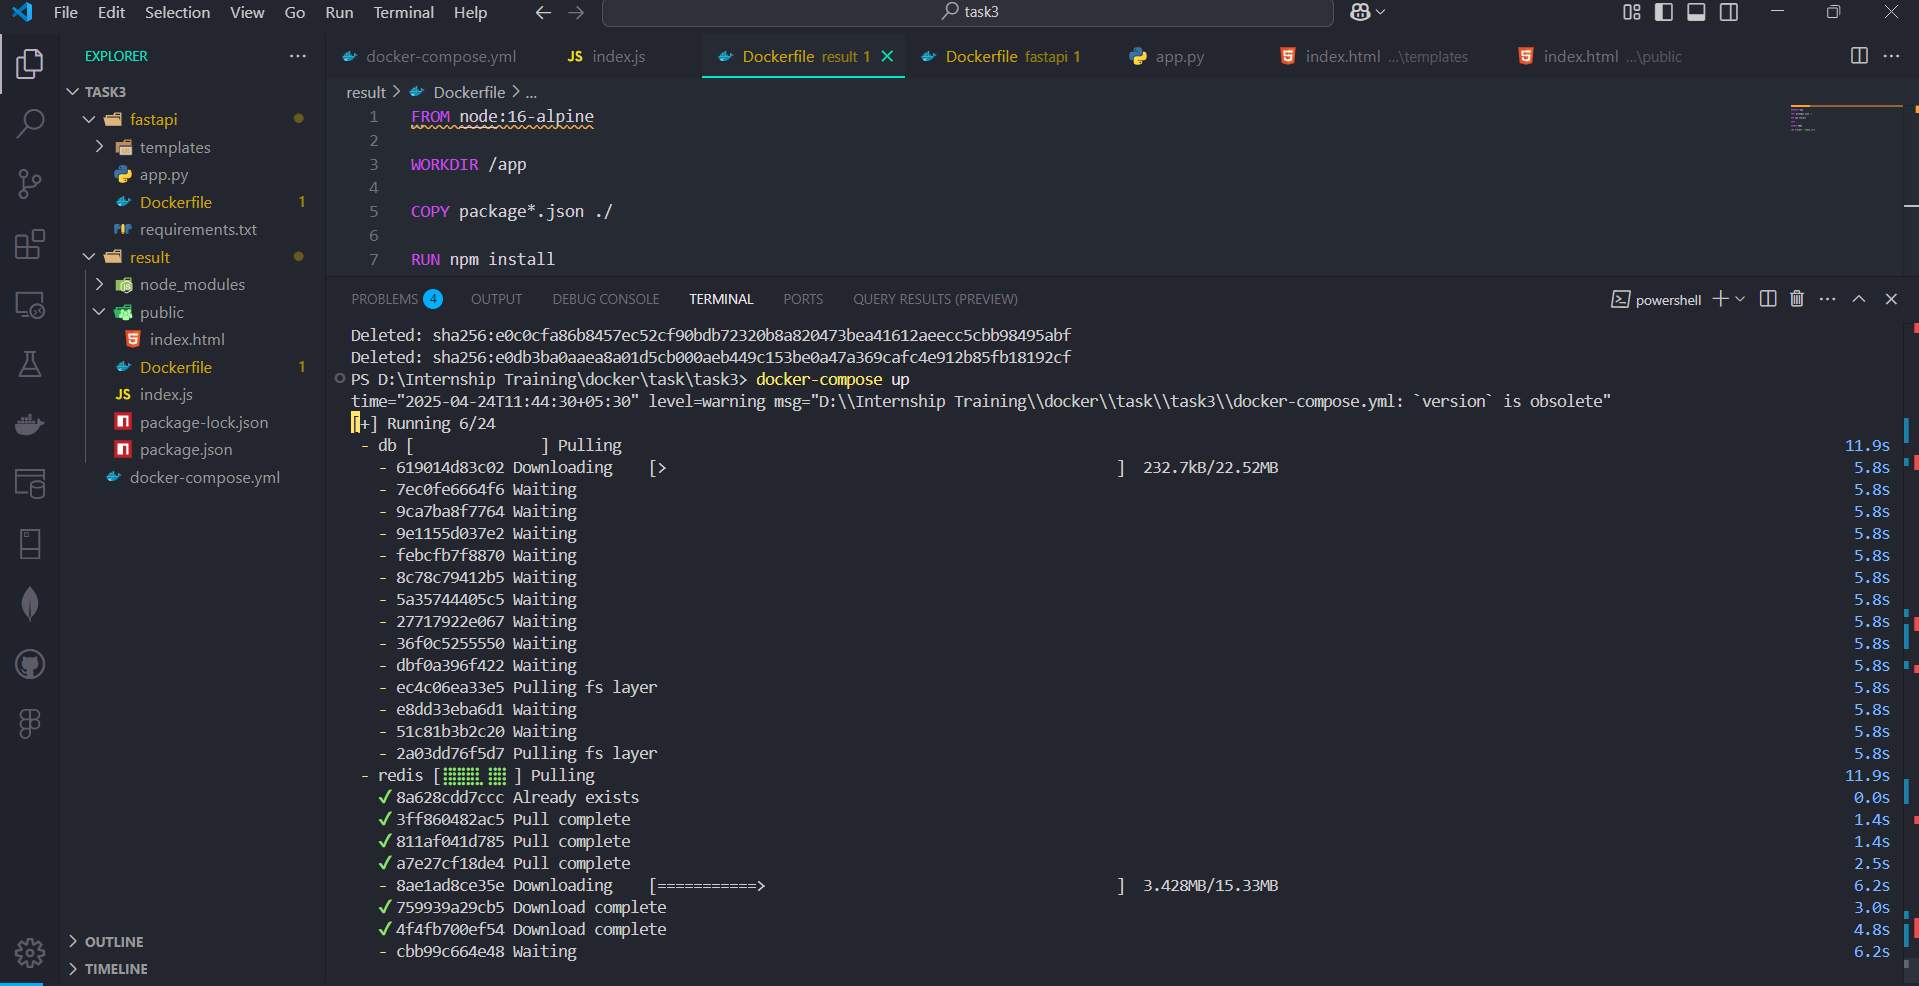 File Edit Selection View Go Run Terminal Help task3
EXPLORER
TASK3
fastapi
templates
app.py
Dockerfile 1
requirements.txt
result
node_modules
public
index.html
Dockerfile 1
JS index.js
package-lock.json
package.json
docker-compose.yml
OUTLINE
TIMELINE
docker-compose.yml JS index.js Dockerfile result 1 Dockerfile fastapi 1 app.py index.html ...\templates index.html ...\public
result > Dockerfile > ...
1 FROM node:16-alpine
2
3 WORKDIR /app
4
5 COPY package*.json ./
6
7 RUN npm install
PROBLEMS 4 OUTPUT DEBUG CONSOLE TERMINAL PORTS QUERY RESULTS (PREVIEW) powershell
Deleted: sha256:e0c0cfa86b8457ec52cf90bdb72320b8a820473bea41612aeecc5cbb98495abf
Deleted: sha256:e0db3ba0aaea8a01d5cb000aeb449c153be0a47a369cafc4e912b85fb18192cf
PS D:\Internship Training\docker\task\task3> docker-compose up
time="2025-04-24T11:44:30+05:30" level=warning msg="D:\\Internship Training\\docker\\task\\task3\\docker-compose.yml: `version` is obsolete"
[+] Running 6/24
- db [ ] Pulling 11.9s
- 619014d83c02 Downloading [> ] 232.7kB/22.52MB 5.8s
- 7ec0fe6664f6 Waiting 5.8s
- 9ca7ba8f7764 Waiting 5.8s
- 9e1155d037e2 Waiting 5.8s
- febcfb7f8870 Waiting 5.8s
- 8c78c79412b5 Waiting 5.8s
- 5a35744405c5 Waiting 5.8s
- 27717922e067 Waiting 5.8s
- 36f0c5255550 Waiting 5.8s
- dbf0a396f422 Waiting 5.8s
- ec4c06ea33e5 Pulling fs layer 5.8s
- e8dd33eba6d1 Waiting 5.8s
- 51c81b3b2c20 Waiting 5.8s
- 2a03dd76f5d7 Pulling fs layer 5.8s
- redis [⣿⣿⣿⣿⣀⣿⣿ ] Pulling 11.9s
✔ 8a628cdd7ccc Already exists 0.0s
✔ 3ff860482ac5 Pull complete 1.4s
✔ 811af041d785 Pull complete 1.4s
✔ a7e27cf18de4 Pull complete 2.5s
- 8ae1ad8ce35e Downloading [===========> ] 3.428MB/15.33MB 6.2s
✔ 759939a29cb5 Download complete 3.0s
✔ 4f4fb700ef54 Download complete 4.8s
- cbb99c664e48 Waiting 6.2s